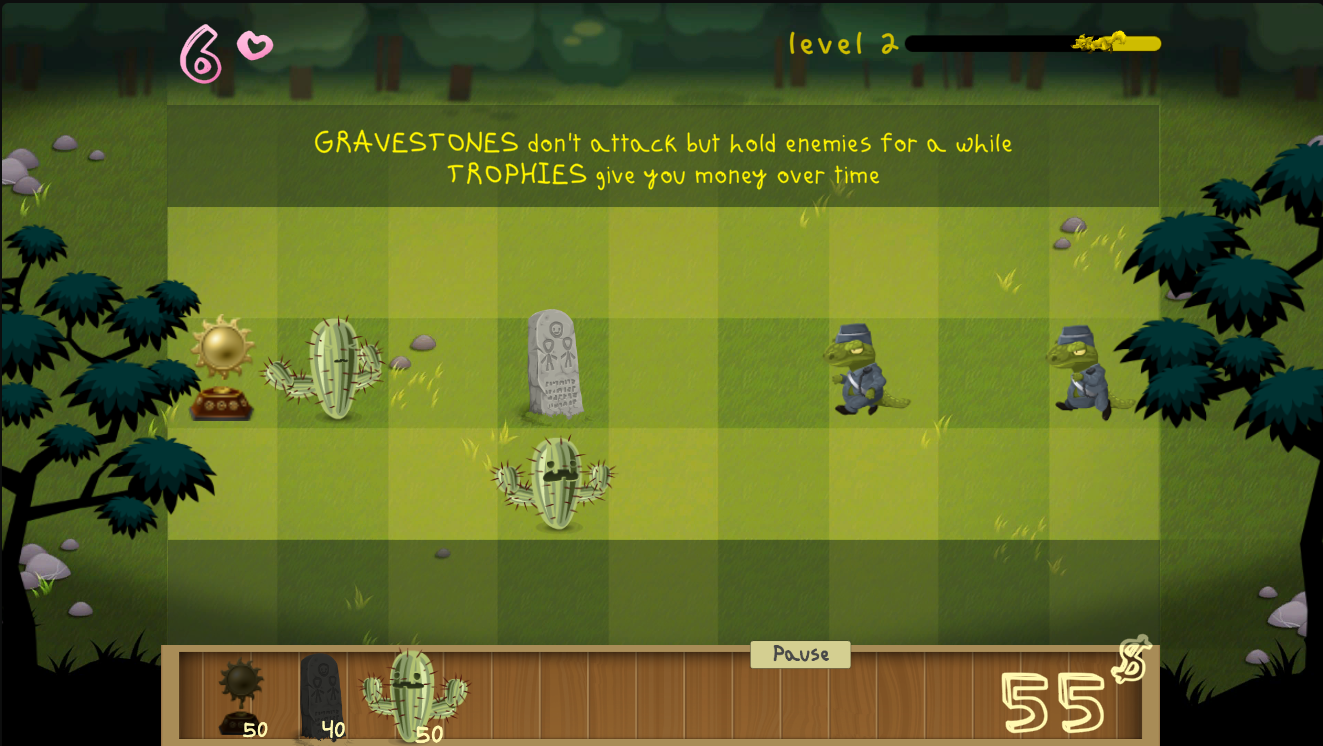 6
level 2
GRAVESTONES don't attack but hold enemies for a while
TROPHIES give you money over time
Pause
50
40
50
55 $